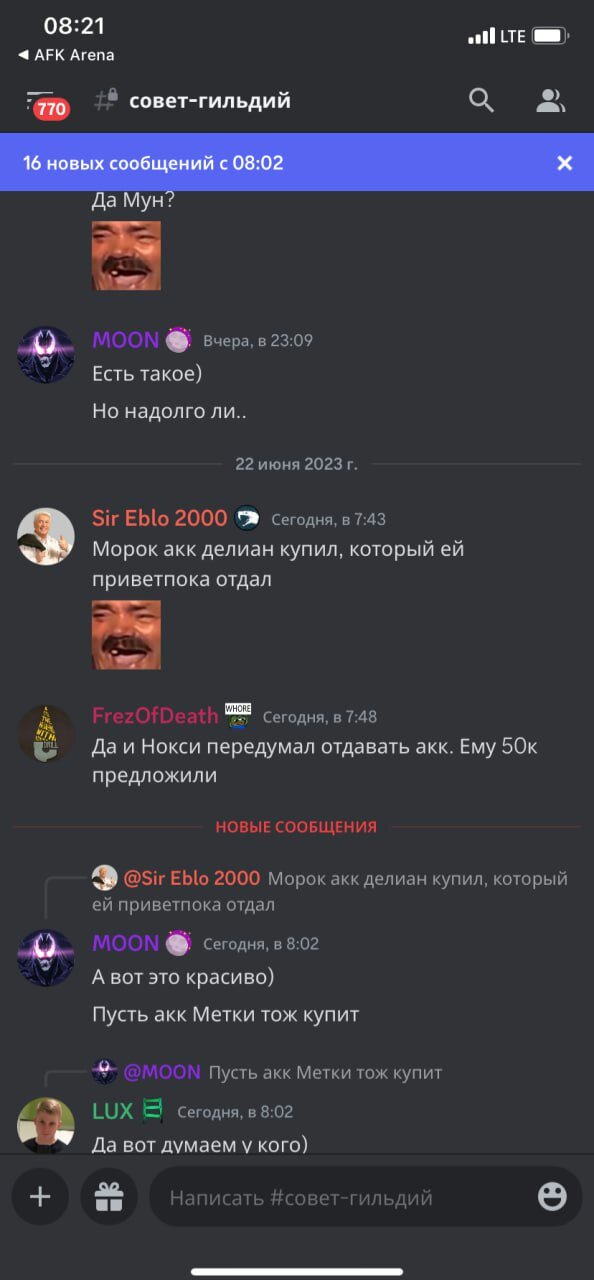 08:21
LTE
◀ AFK Arena
770
совет-гильдий
16 новых сообщений с 08:02
Да Мун?
MOON Вчера, в 23:09
Есть такое)
Но надолго ли..
22 июня 2023 г.
Sir Eblo 2000 Сегодня, в 7:43
Морок акк делиан купил, который ей
приветпока отдал
FrezOfDeath WHORE Сегодня, в 7:48
Да и Нокси передумал отдавать акк. Ему 50к
предложили
НОВЫЕ СООБЩЕНИЯ
@Sir Eblo 2000 Морок акк делиан купил, который
ей приветпока отдал
MOON Сегодня, в 8:02
А вот это красиво)
Пусть акк Метки тож купит
@MOON Пусть акк Метки тож купит
LUX Сегодня, в 8:02
Да вот думаем у кого)
Написать #совет-гильдий